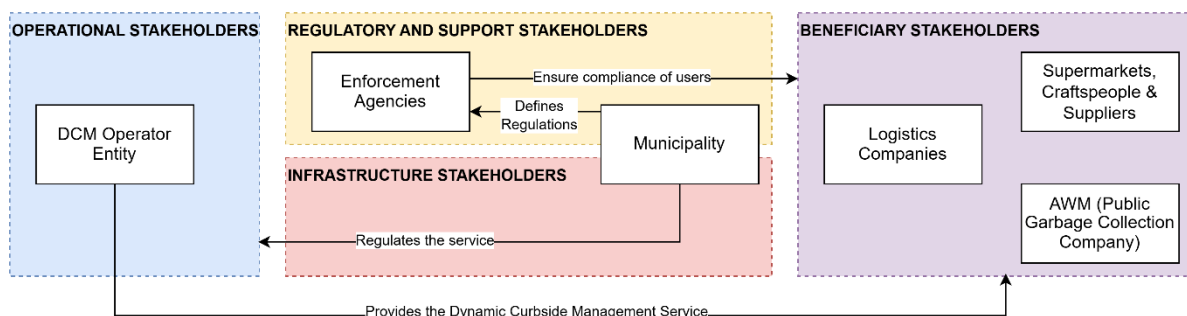 OPERATIONAL STAKEHOLDERS
DCM Operator
Entity
REGULATORY AND SUPPORT STAKEHOLDERS
Enforcement
Agencies
Ensure compliance of users
Defines
Regulations
Municipality
INFRASTRUCTURE STAKEHOLDERS
Regulates the service
BENEFICIARY STAKEHOLDERS
Supermarkets,
Craftspeople &
Suppliers
Logistics
Companies
AWM (Public
Garbage Collection
Company)
Provides the Dynamic Curbside Management Service